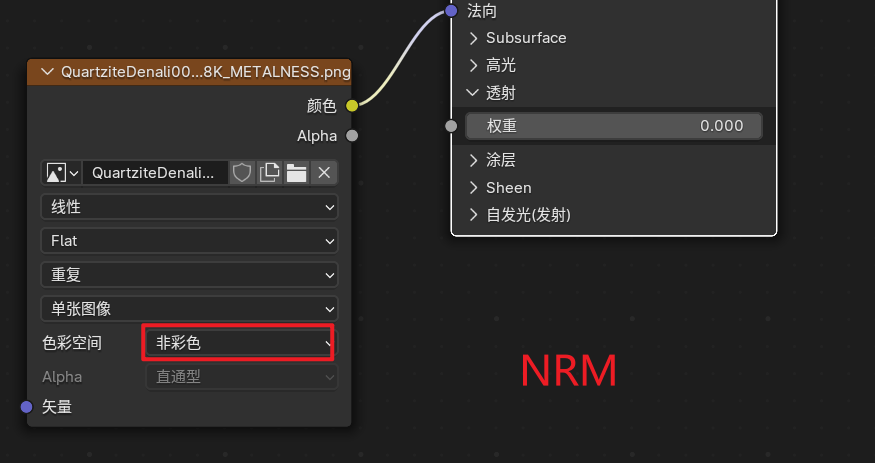 法向
Subsurface
高光
透射
权重 0.000
涂层
Sheen
自发光(发射)
QuartziteDenali00...8K_METALNESS.png
颜色
Alpha
QuartziteDenali...
线性
Flat
重复
单张图像
色彩空间 非彩色
Alpha 直通型
矢量
NRM